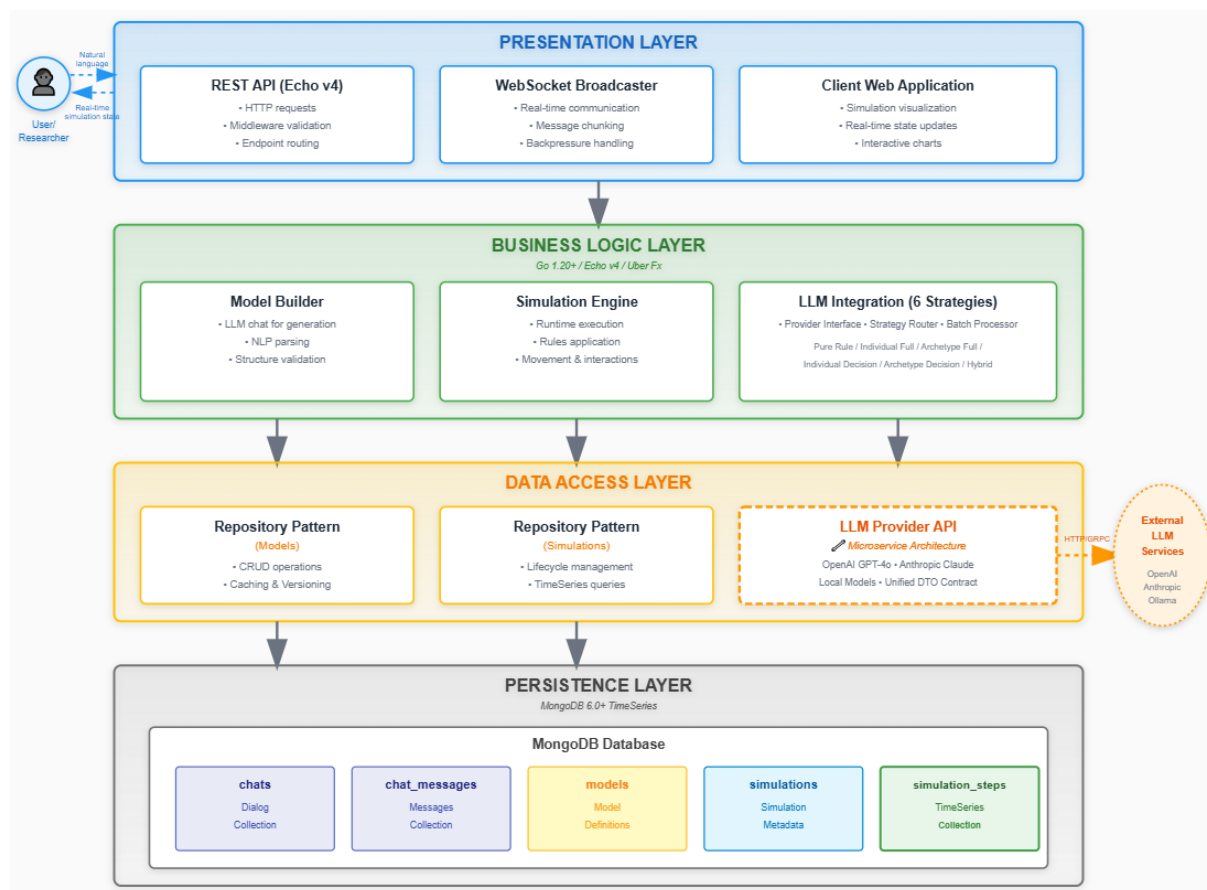 PRESENTATION LAYER
Natural
language
Real-time
simulation state
User/
Researcher
REST API (Echo v4)
• HTTP requests
• Middleware validation
• Endpoint routing
WebSocket Broadcaster
• Real-time communication
• Message chunking
• Backpressure handling
Client Web Application
• Simulation visualization
• Real-time state updates
• Interactive charts
BUSINESS LOGIC LAYER
Go 1.20+ / Echo v4 / Uber Fx
Model Builder
• LLM chat for generation
• NLP parsing
• Structure validation
Simulation Engine
• Runtime execution
• Rules application
• Movement & interactions
LLM Integration (6 Strategies)
• Provider Interface • Strategy Router • Batch Processor
Pure Rule / Individual Full / Archetype Full /
Individual Decision / Archetype Decision / Hybrid
DATA ACCESS LAYER
Repository Pattern
(Models)
• CRUD operations
• Caching & Versioning
Repository Pattern
(Simulations)
• Lifecycle management
• TimeSeries queries
LLM Provider API
Microservice Architecture
OpenAI GPT-4o • Anthropic Claude
Local Models • Unified DTO Contract
HTTP/GRPC
External
LLM
Services
OpenAI
Anthropic
Ollama
PERSISTENCE LAYER
MongoDB 6.0+ TimeSeries
MongoDB Database
chats
Dialog
Collection
chat_messages
Messages
Collection
models
Model
Definitions
simulations
Simulation
Metadata
simulation_steps
TimeSeries
Collection